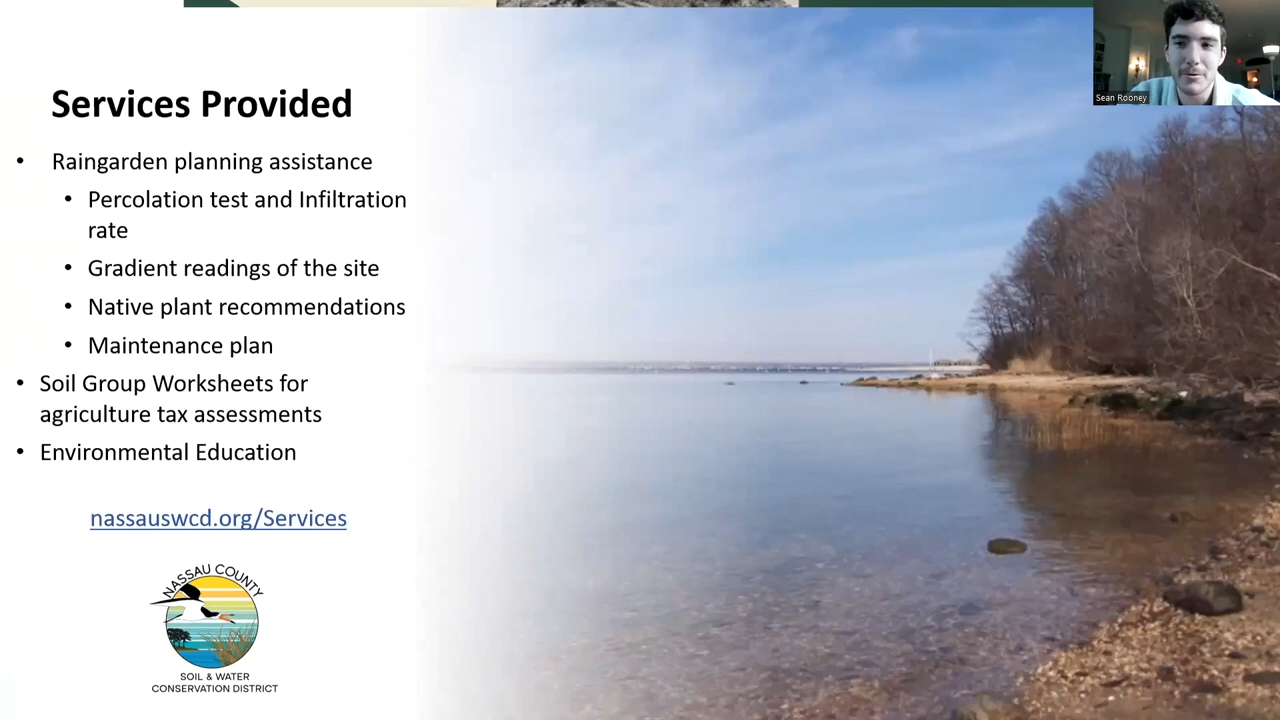 Sean Rooney
Services Provided
• Raingarden planning assistance
• Percolation test and Infiltration
rate
• Gradient readings of the site
• Native plant recommendations
• Maintenance plan
• Soil Group Worksheets for
agriculture tax assessments
• Environmental Education
nassauswcd.org/Services
NASSAU COUNTY
SOIL & WATER
CONSERVATION DISTRICT